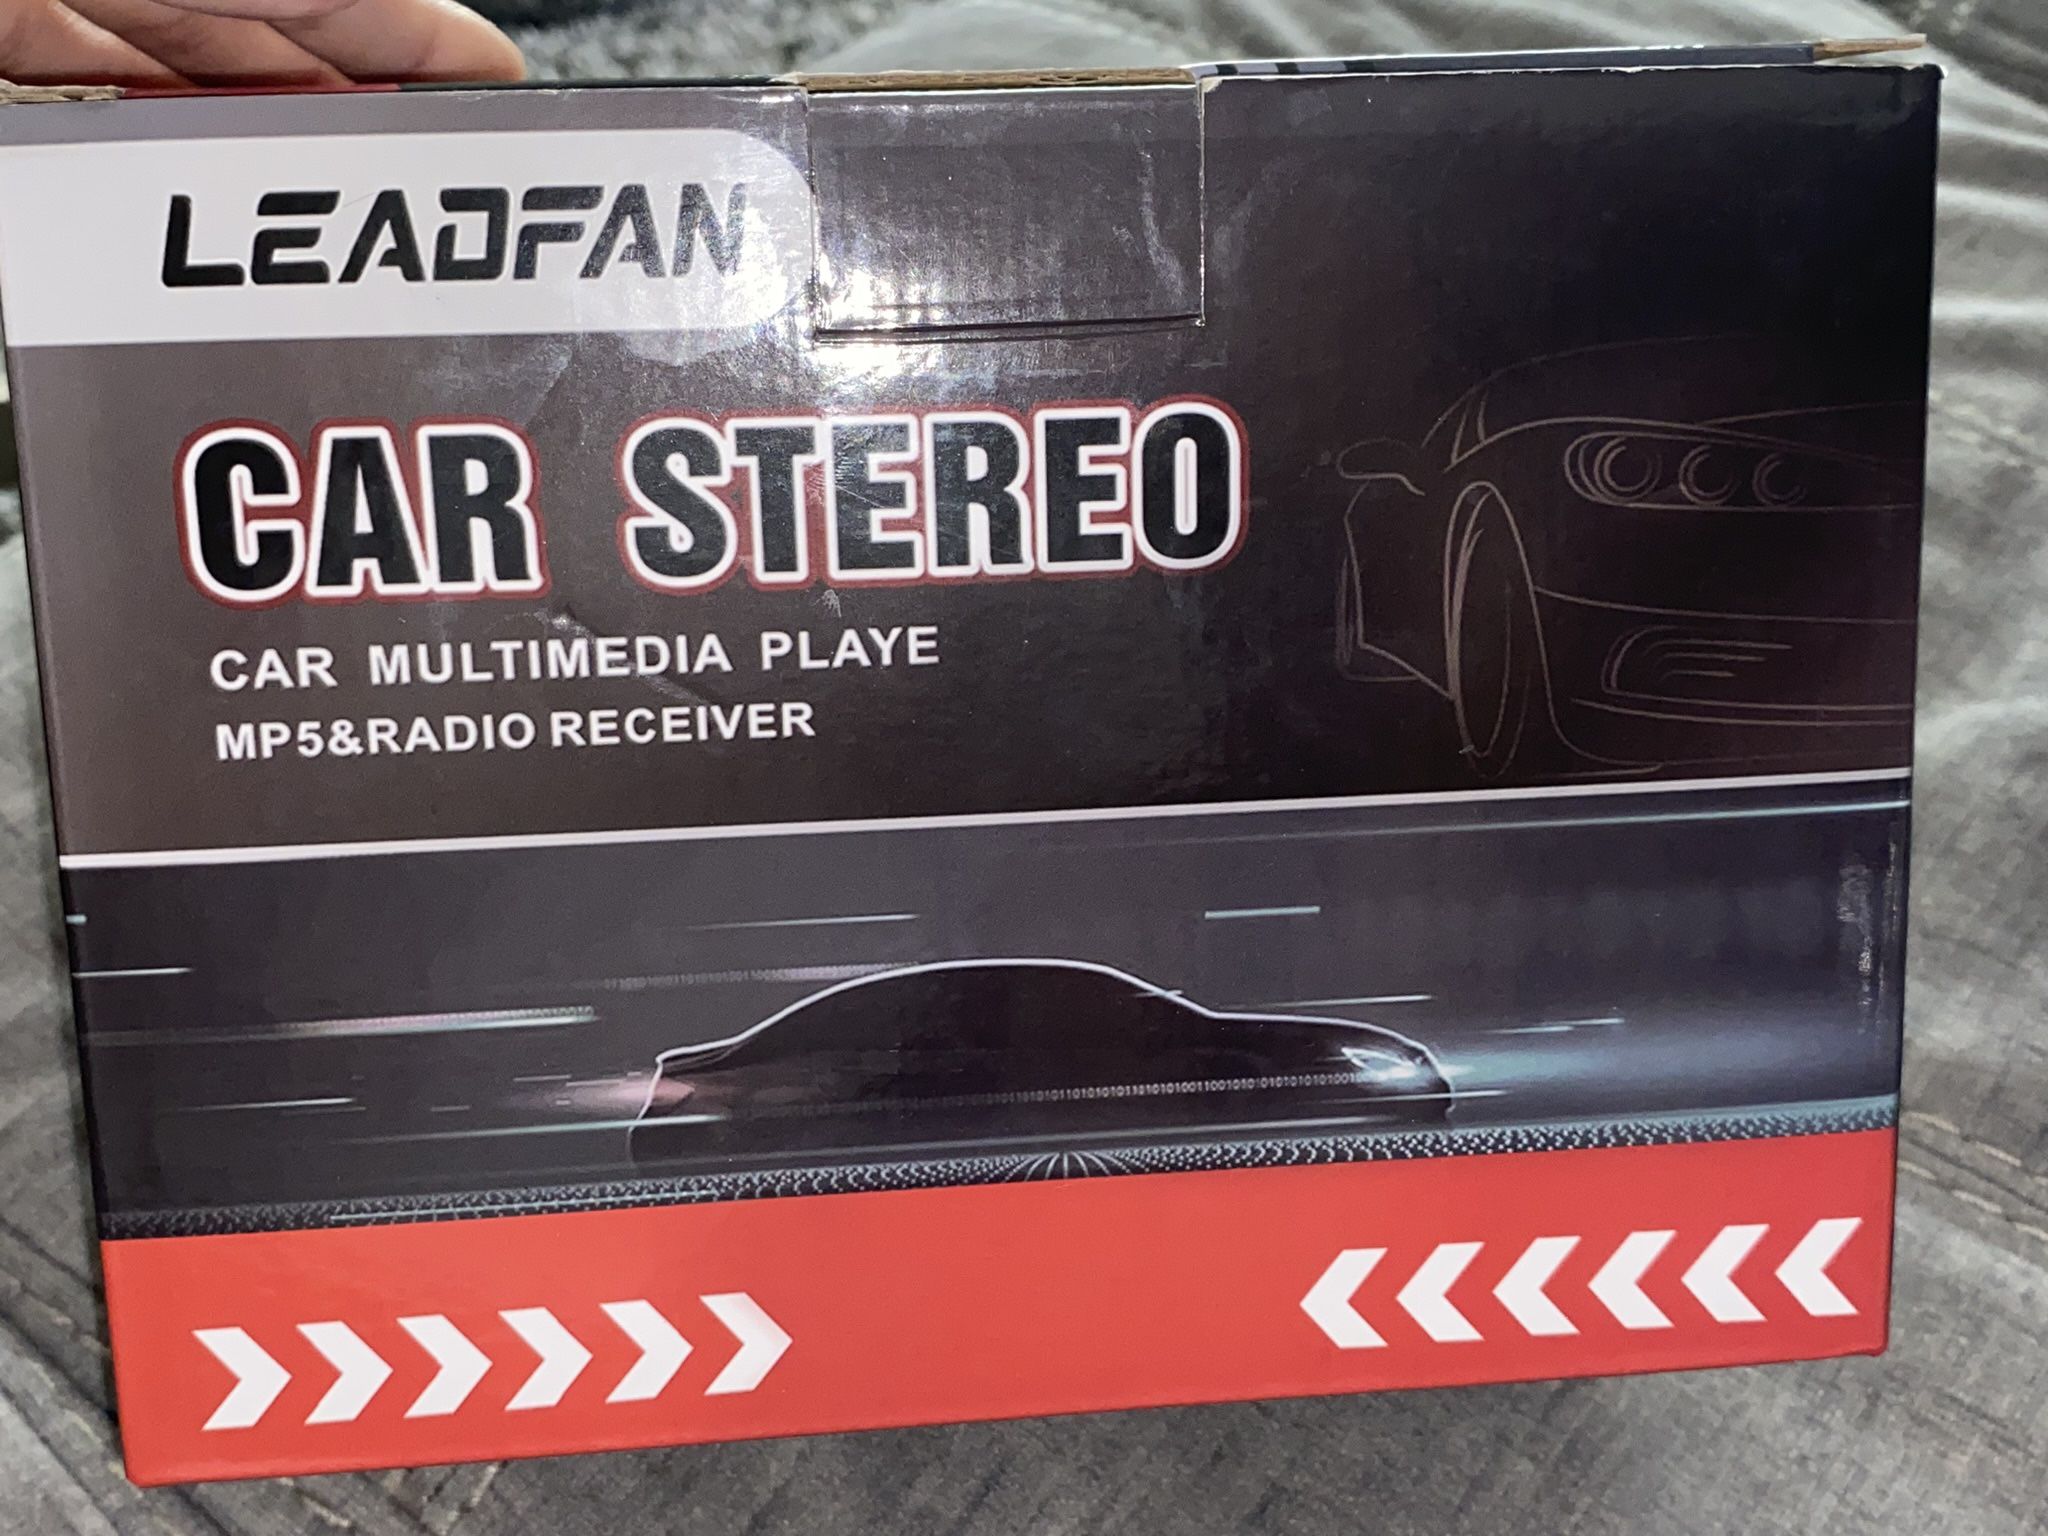 LEADFAN
CAR STEREO
CAR MULTIMEDIA PLAYE
MP5&RADIO RECEIVER